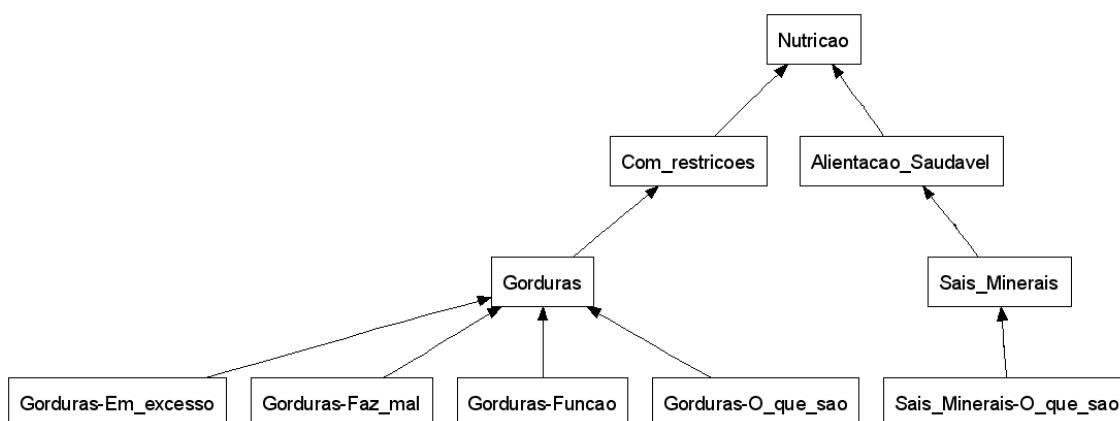 Nutricao
Com_restricoes
Alientacao_Saudavel
Gorduras
Sais_Minerais
Gorduras-Em_excesso
Gorduras-Faz_mal
Gorduras-Funcao
Gorduras-O_que_sao
Sais_Minerais-O_que_sao